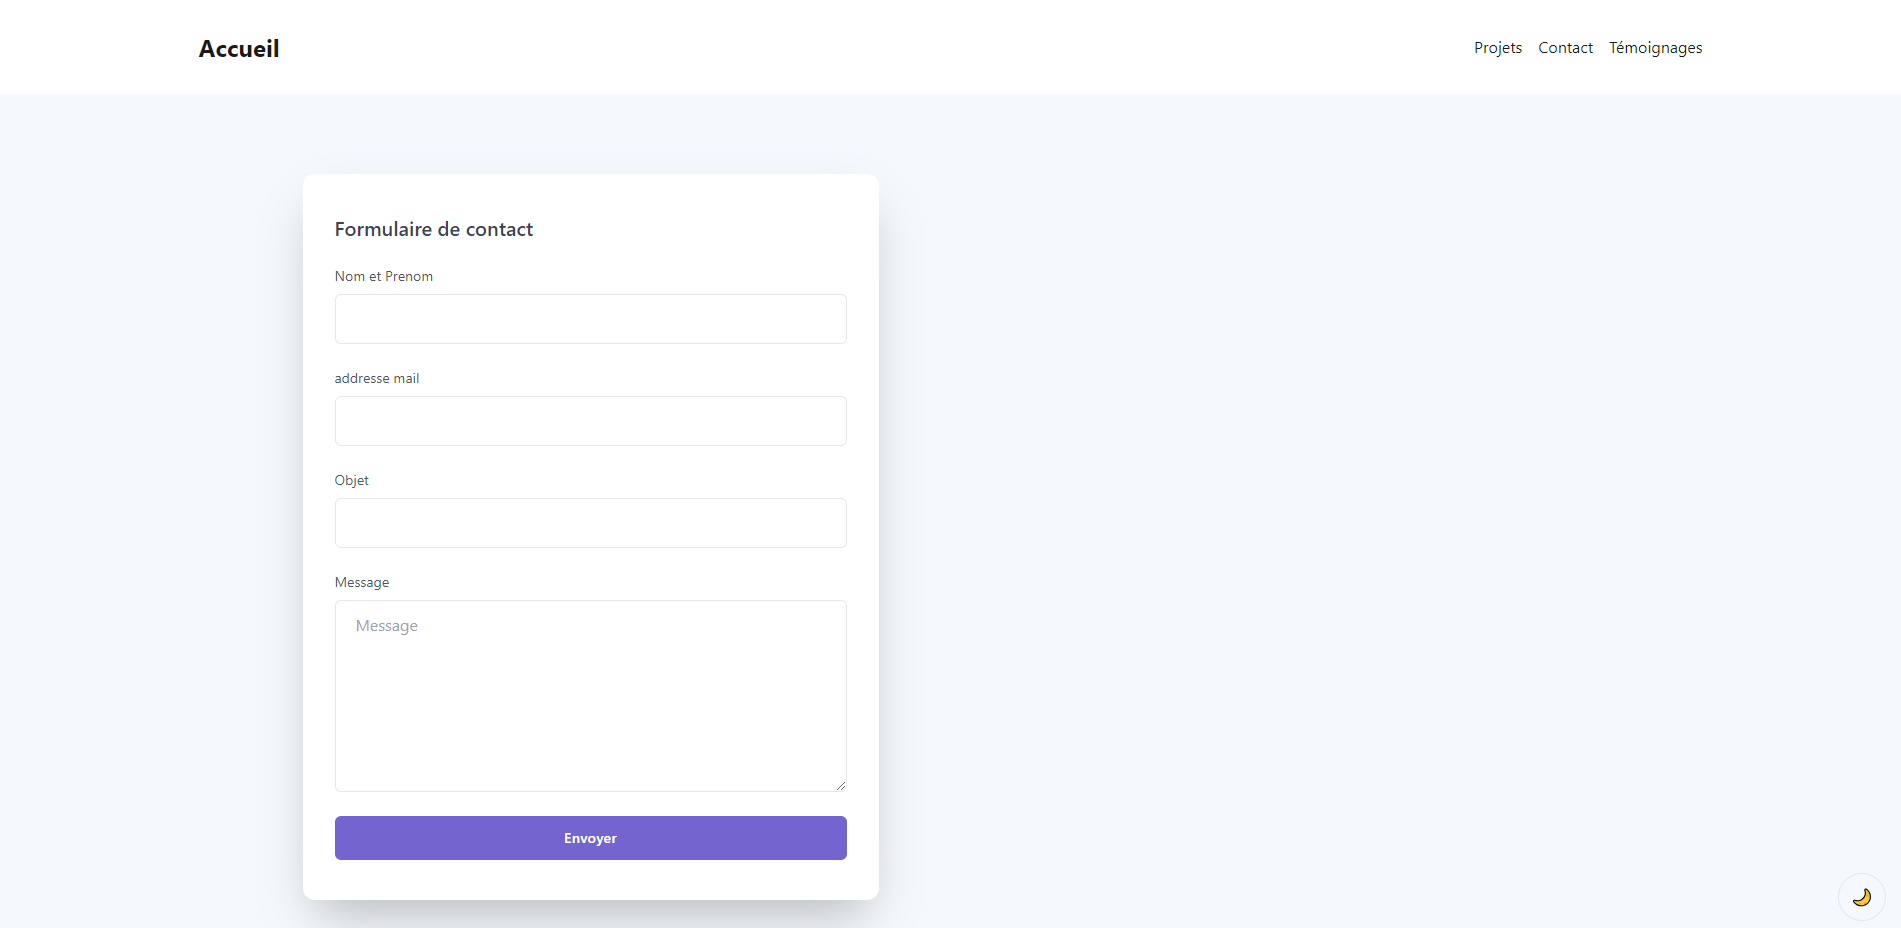 Accueil
Projets Contact Témoignages
Formulaire de contact
Nom et Prenom
addresse mail
Objet
Message
Message
Envoyer